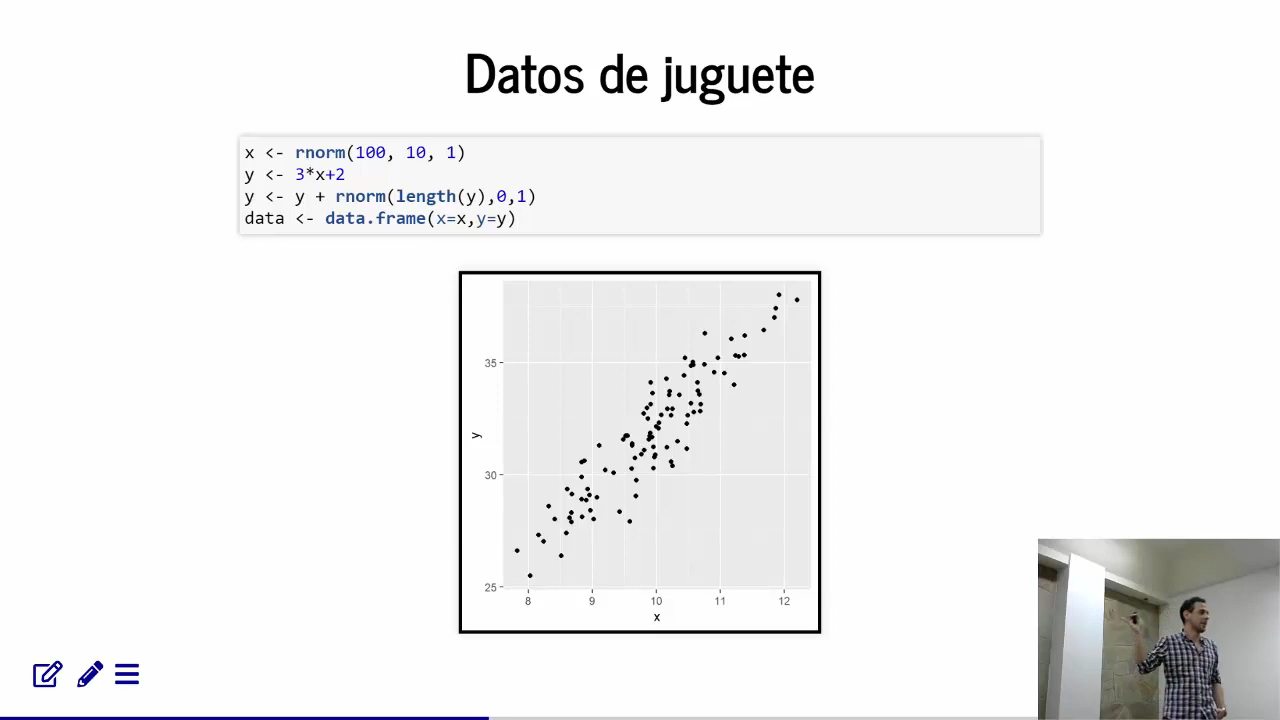 Datos de juguete
x <- rnorm(100, 10, 1)
y <- 3*x+2
y <- y + rnorm(length(y),0,1)
data <- data.frame(x=x,y=y)
35
30
25
y
8 9 10 11 12
x